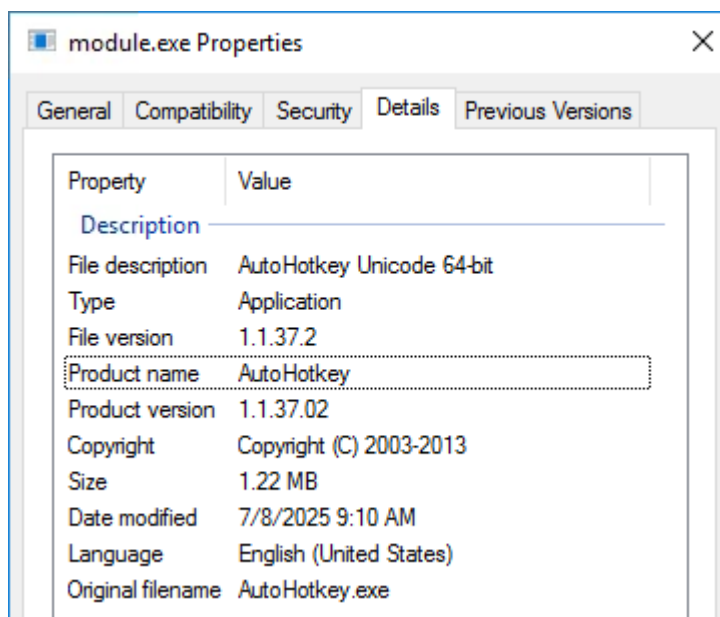 module.exe Properties
General Compatibility Security Details Previous Versions
Property Value
Description
File description AutoHotkey Unicode 64-bit
Type Application
File version 1.1.37.2
Product name AutoHotkey
Product version 1.1.37.02
Copyright Copyright (C) 2003-2013
Size 1.22 MB
Date modified 7/8/2025 9:10 AM
Language English (United States)
Original filename AutoHotkey.exe